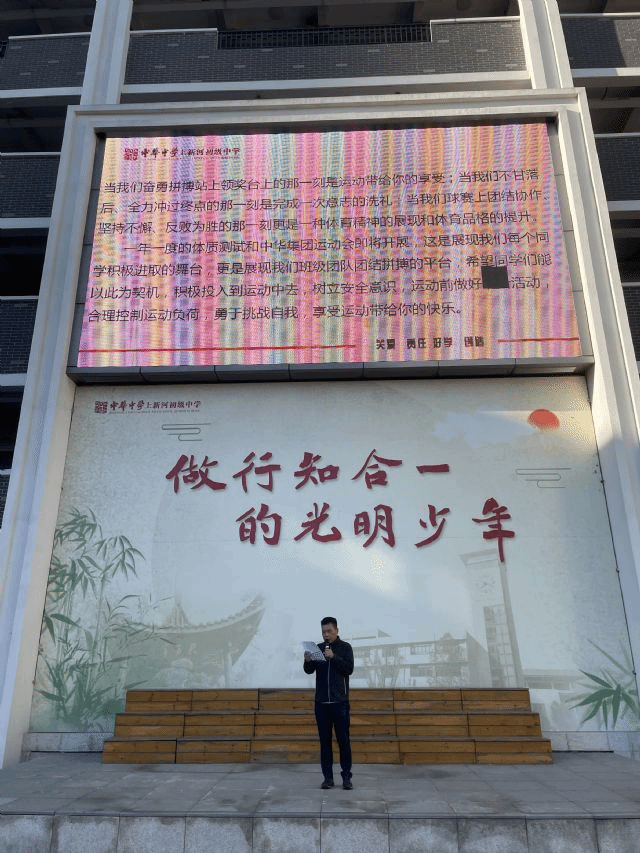 中华中学上新河初级中学
当我们奋勇拼搏站上领奖台上的那一刻是运动带给你的享受；当我们不甘落
后、全力冲过终点的那一刻是完成一次意志的洗礼，当我们球赛上团结协作、
坚持不懈、反败为胜的那一刻更是一种体育精神的展现和体育品格的提升。
一年一度的体质测试和中华集团运动会即将开展，这是展现我们每个同
学积极进取的舞台，更是展现我们班级团队团结拼搏的平台，希望同学们能
以此为契机，积极投入到运动中去，树立安全意识，运动前做好活动，
合理控制运动负荷，勇于挑战自我，享受运动带给你的快乐。
关爱 责任 好学
中华中学上新河初级中学
做行知合一
的光明少年